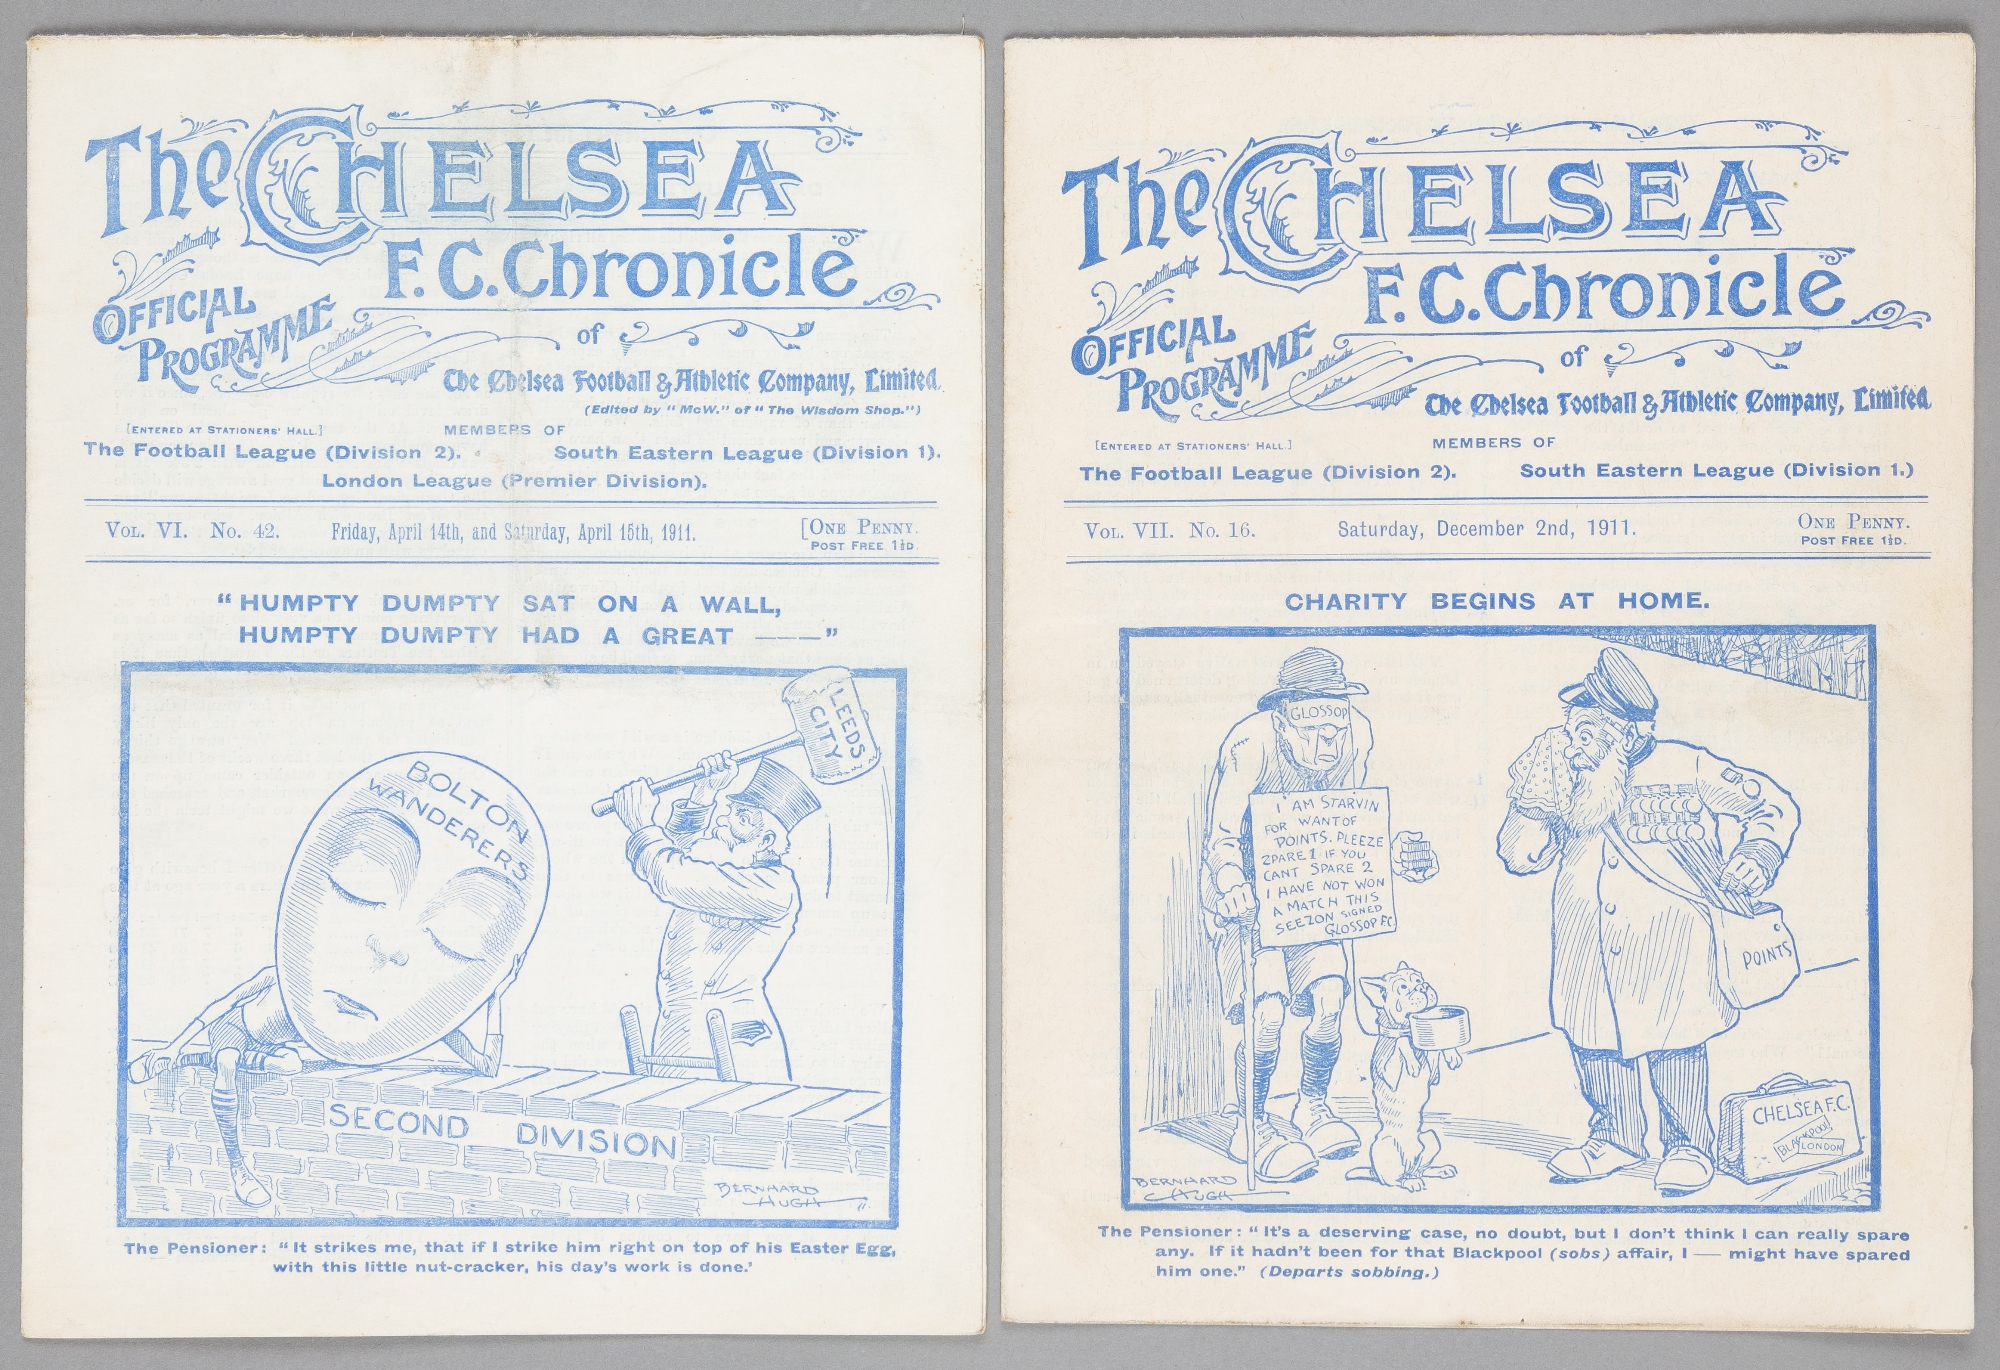 The CHELSEA
F.C. Chronicle
OFFICIAL
PROGRAMME
of
The Chelsea Football & Athletic Company, Limited.
(Edited by "McW." of "The Wisdom Shop.")
[ENTERED AT STATIONERS' HALL.]
MEMBERS OF
The Football League (Division 2). South Eastern League (Division 1).
London League (Premier Division).
VOL. VI. No. 42. Friday, April 14th, and Saturday, April 15th, 1911. [ONE PENNY.
POST FREE 1½D.
"HUMPTY DUMPTY SAT ON A WALL,
HUMPTY DUMPTY HAD A GREAT ———"
LEEDS
CITY
BOLTON
WANDERERS
SECOND DIVISION
BERNHARD
HUGH
11.
The Pensioner: "It strikes me, that if I strike him right on top of his Easter Egg,
with this little nut-cracker, his day's work is done.'
The CHELSEA
F.C. Chronicle
OFFICIAL
PROGRAMME
of
The Chelsea Football & Athletic Company, Limited.
[ENTERED AT STATIONERS' HALL.]
MEMBERS OF
The Football League (Division 2). South Eastern League (Division 1.)
VOL. VII. No. 16. Saturday, December 2nd, 1911. ONE PENNY.
POST FREE 1½D.
CHARITY BEGINS AT HOME.
GLOSSOP
I AM STARVIN
FOR WANT OF
POINTS. PLEEZE
2PARE 1 IF YOU
CANT SPARE 2
I HAVE NOT WON
A MATCH THIS
SEEZON SIGNED
GLOSSOP F.C.
POINTS
CHELSEA F.C.
BLACKPOOL
LONDON
BERNHARD
HUGH
The Pensioner: "It's a deserving case, no doubt, but I don't think I can really spare
any. If it hadn't been for that Blackpool (sobs) affair, I — might have spared
him one." (Departs sobbing.)